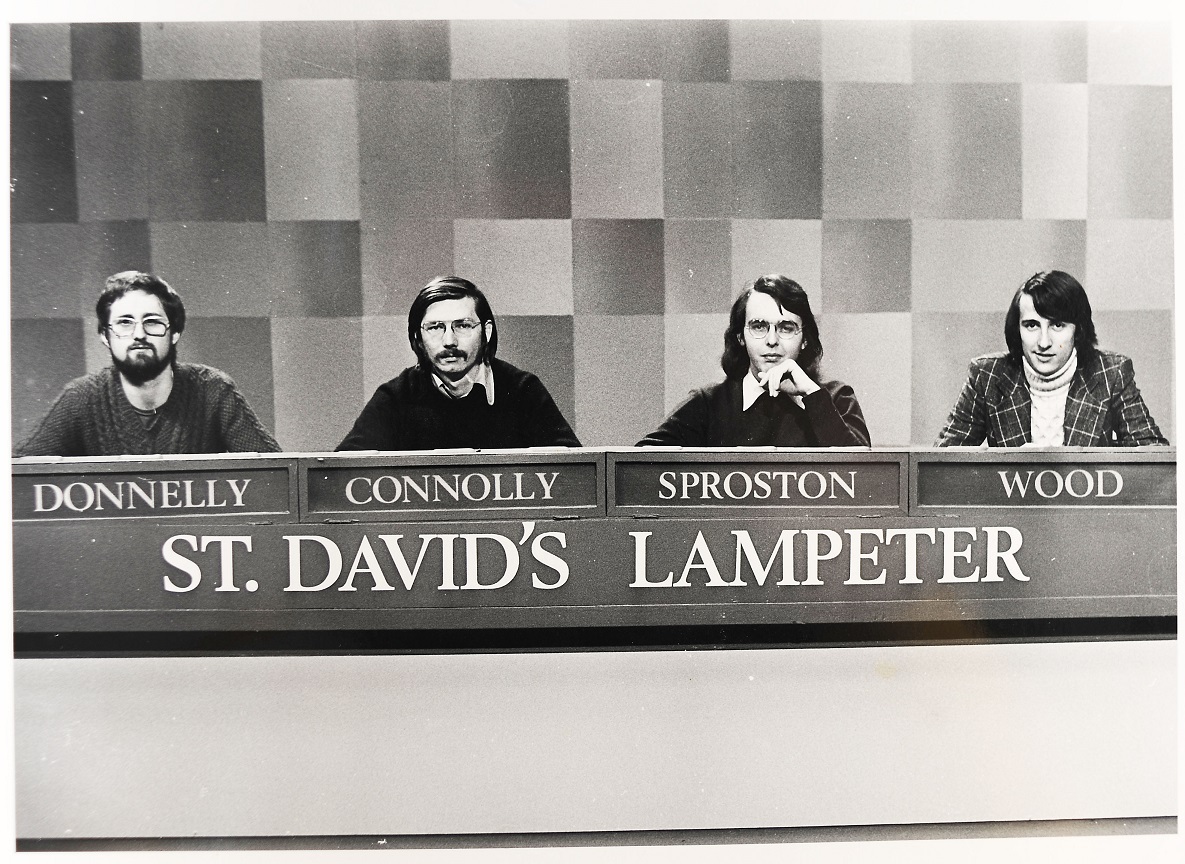 DONNELLY CONNOLLY SPROSTON WOOD
ST. DAVID'S LAMPETER